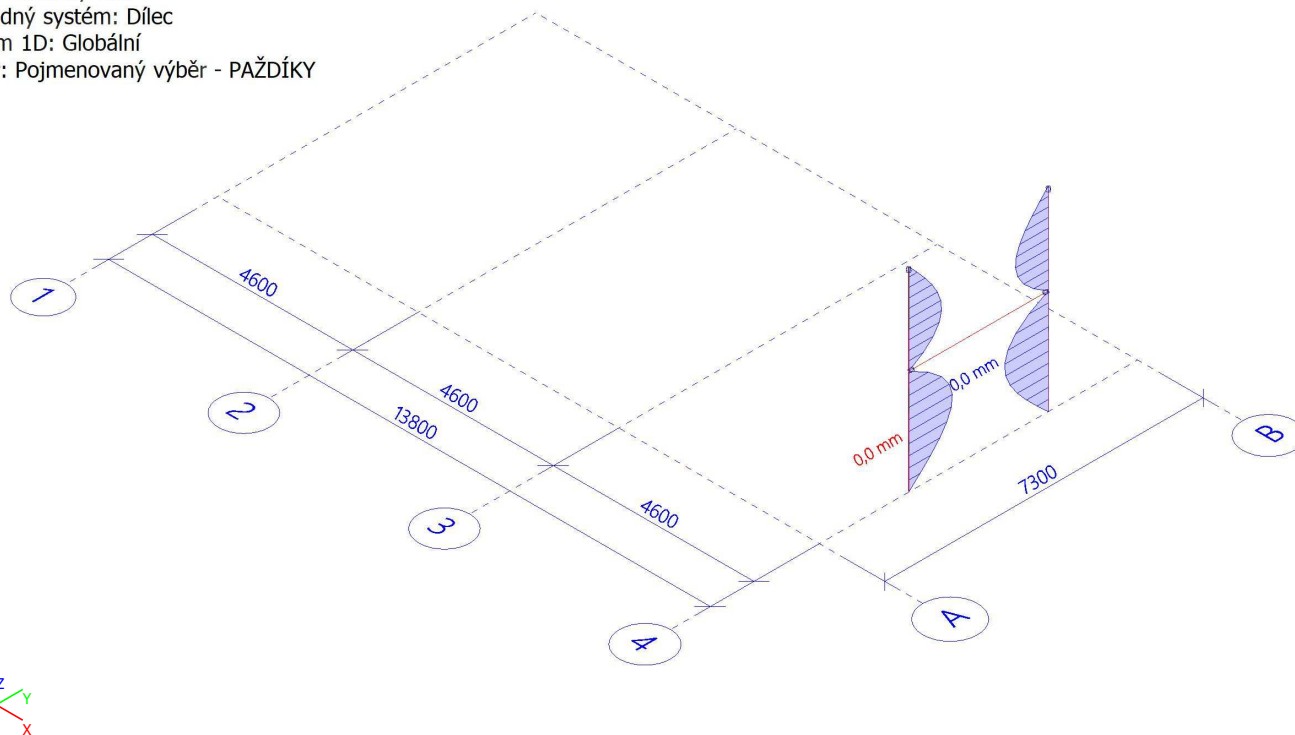 dný systém: Dílec
m 1D: Globální
: Pojmenovaný výběr - PAŽDÍKY
4600
1
4600
0,0 mm
2
13800
0,0 mm
B
7300
4600
3
A
4
Z
Y
X